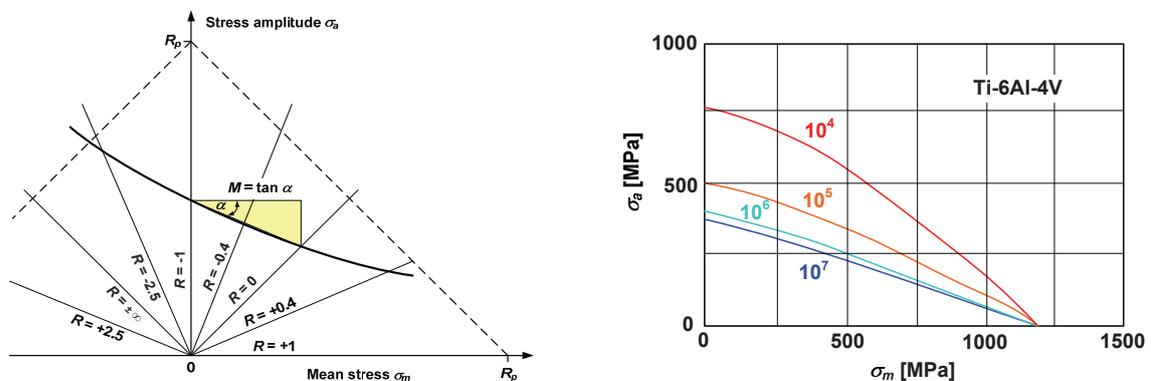 Stress amplitude σₐ
Rₚ
M = tan α
α
R = -2.5
R = -1
R = -0.4
R = ±∞
R = 0
R = +2.5
R = +0.4
R = +1
0
Mean stress σₘ
Rₚ
1000
Ti-6Al-4V
10⁴
σₐ [MPa]
500
10⁵
10⁶
10⁷
0
0
500
1000
1500
σₘ [MPa]